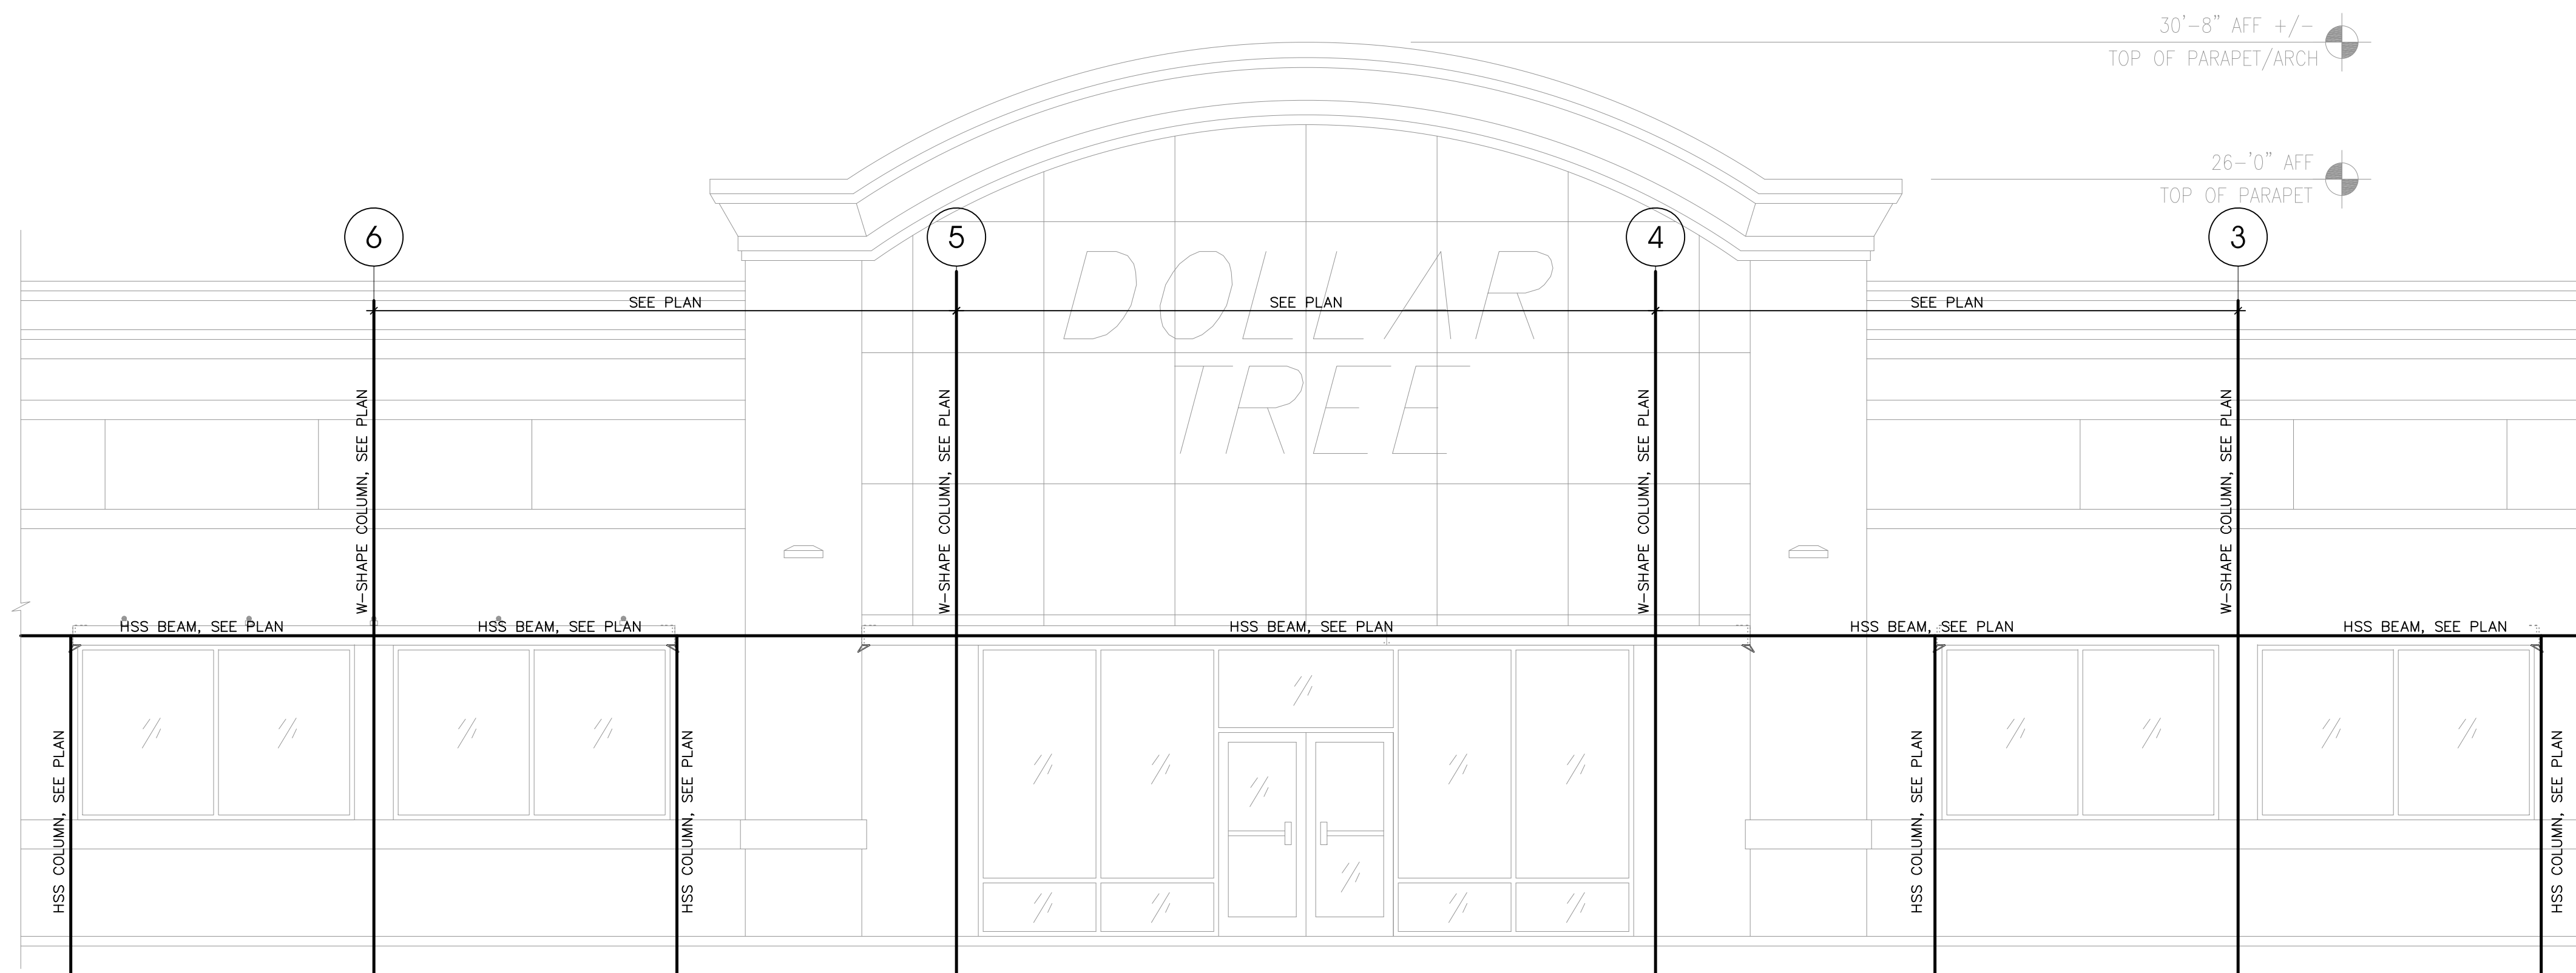 30'-8" AFF +/-
TOP OF PARAPET/ARCH
26-'0" AFF
TOP OF PARAPET
6
5
4
3
SEE PLAN
SEE PLAN
SEE PLAN
DOLLAR
TREE
W-SHAPE COLUMN, SEE PLAN
W-SHAPE COLUMN, SEE PLAN
W-SHAPE COLUMN, SEE PLAN
W-SHAPE COLUMN, SEE PLAN
HSS BEAM, SEE PLAN
HSS BEAM, SEE PLAN
HSS BEAM, SEE PLAN
HSS BEAM, SEE PLAN
HSS BEAM, SEE PLAN
HSS COLUMN, SEE PLAN
HSS COLUMN, SEE PLAN
HSS COLUMN, SEE PLAN
HSS COLUMN, SEE PLAN